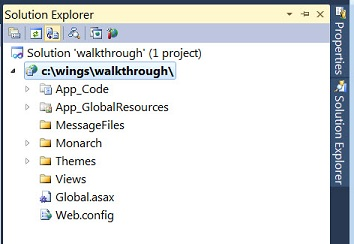 Solution Explorer
Solution 'walkthrough' (1 project)
c:\wings\walkthrough\
App_Code
App_GlobalResources
MessageFiles
Monarch
Themes
Views
Global.asax
Web.config
Properties
Solution Explorer